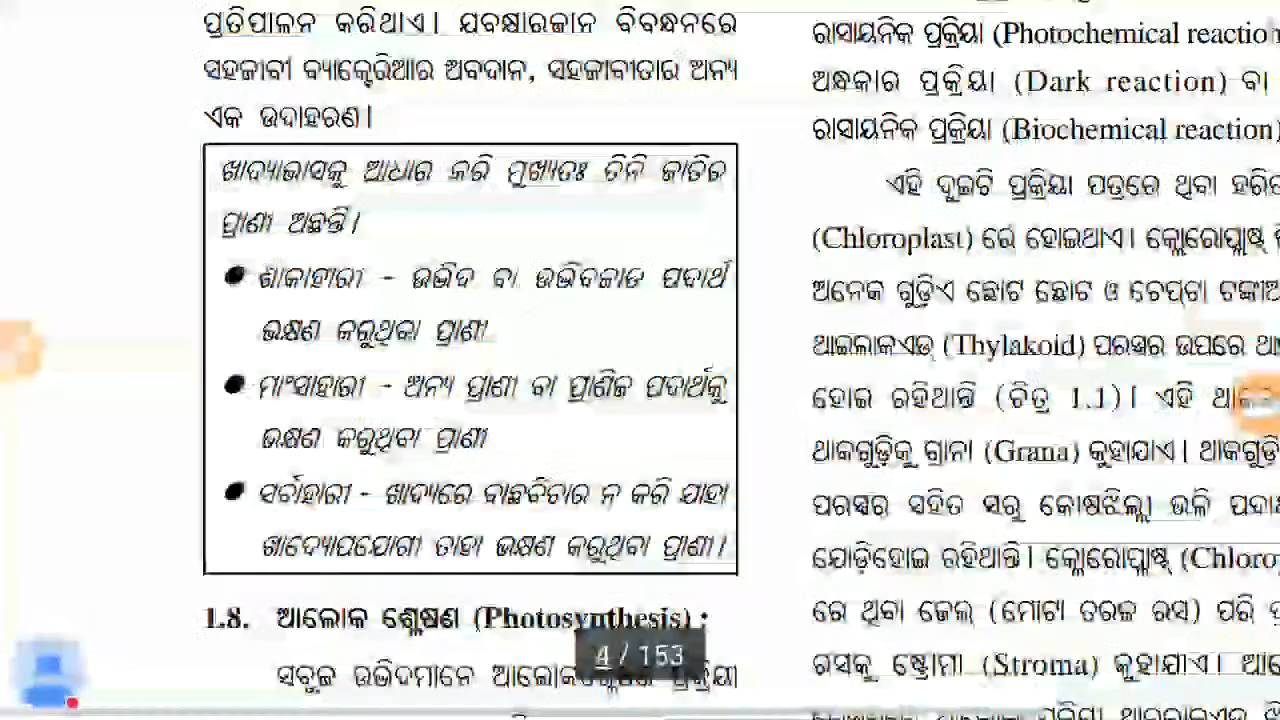 ପ୍ରତିପାଳନ କରିଥାଏ। ଯବକ୍ଷାରଜାନ ବିବନ୍ଧନରେ
ସହଜୀବୀ ବ୍ୟାକ୍ଟେରିଆର ଅବଦାନ, ସହଜୀବୀତାର ଅନ୍ୟ
ଏକ ଉଦାହରଣ।
ଖାଦ୍ୟାଭାସକୁ ଆଧାର କରି ମୁଖ୍ୟତଃ ତିନି ଜାତିର
ପ୍ରାଣୀ ଅଛନ୍ତି।
● ଶାକାହାରୀ - ଉଦ୍ଭିଦ ବା ଉଦ୍ଭିଦଜାତ ପଦାର୍ଥ
ଭକ୍ଷଣ କରୁଥିବା ପ୍ରାଣୀ
● ମାଂସାହାରୀ - ଅନ୍ୟ ପ୍ରାଣୀ ବା ପ୍ରାଣିଜ ପଦାର୍ଥକୁ
ଭକ୍ଷଣ କରୁଥିବା ପ୍ରାଣୀ
● ସର୍ବାହାରୀ - ଖାଦ୍ୟରେ ବାଛବିଚାର ନ କରି ଯାହା
ଖାଦ୍ୟୋପଯୋଗୀ ତାହା ଭକ୍ଷଣ କରୁଥିବା ପ୍ରାଣୀ।
1.8. ଆଲୋକ ଶ୍ଳେଷଣ (Photosynthesis) :
ସବୁଜ ଉଦ୍ଭିଦମାନେ ପ୍ରକ୍ରିୟା
4 / 153
ରାସାୟନିକ ପ୍ରକ୍ରିୟା (Photochemical reaction
ଅନ୍ଧକାର ପ୍ରକ୍ରିୟା (Dark reaction) ବା
ରାସାୟନିକ ପ୍ରକ୍ରିୟା (Biochemical reaction)
ଏହି ଦୁଇଟି ପ୍ରକ୍ରିୟା ପତ୍ରରେ ଥିବା
(Chloroplast) ରେ ହୋଇଥାଏ। କ୍ଲୋରୋପ୍ଲାଷ୍ଟ
ଅନେକ ଗୁଡ଼ିଏ ଛୋଟ ଛୋଟ ଓ ଚେପ୍‌ଟା
ଥାଇଲାକଏଡ୍ (Thylakoid) ପରସ୍ପର ଉପରେ
ହୋଇ ରହିଥାନ୍ତି (ଚିତ୍ର 1.1)। ଏହି
ଥାକଗୁଡ଼ିକୁ ଗ୍ରାନା (Grana) କୁହାଯାଏ।
ପରସ୍ପର ସହିତ ସରୁ କୋଷଝିଲ୍ଲୀ ଭଳି
ଯୋଡ଼ିହୋଇ ରହିଥାନ୍ତି। କ୍ଲୋରୋପ୍ଲାଷ୍ଟ
ରେ ଥିବା ଜେଲ୍ (ମୋଟା ତରଳ ରସ) ପରି
ରସକୁ ଷ୍ଟ୍ରୋମା (Stroma) କୁହାଯାଏ।